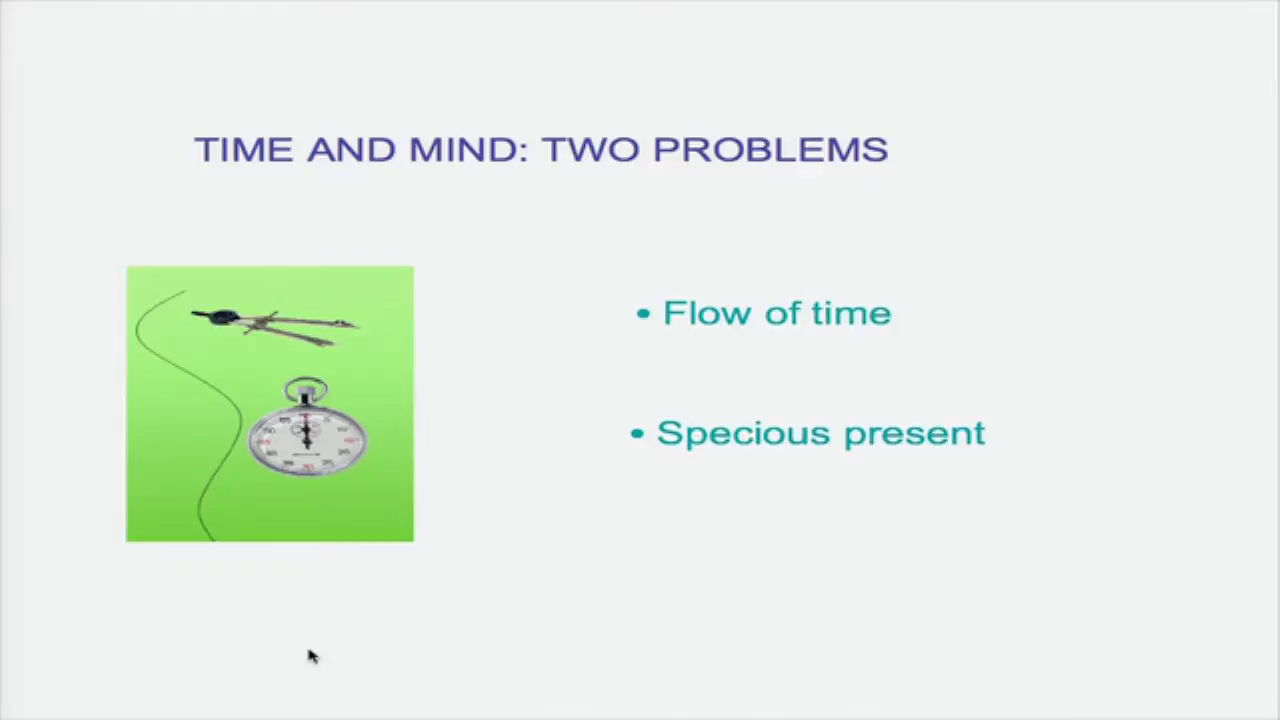 TIME AND MIND: TWO PROBLEMS
• Flow of time
• Specious present